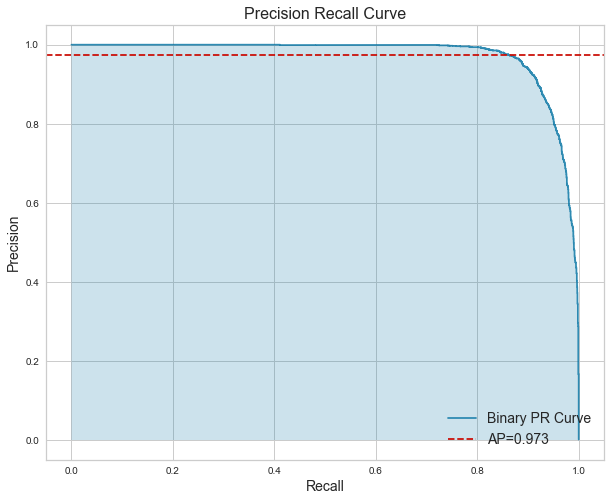 Precision Recall Curve
1.0
0.8
0.6
0.4
0.2
0.0
Precision
0.0 0.2 0.4 0.6 0.8 1.0
Recall
Binary PR Curve
AP=0.973